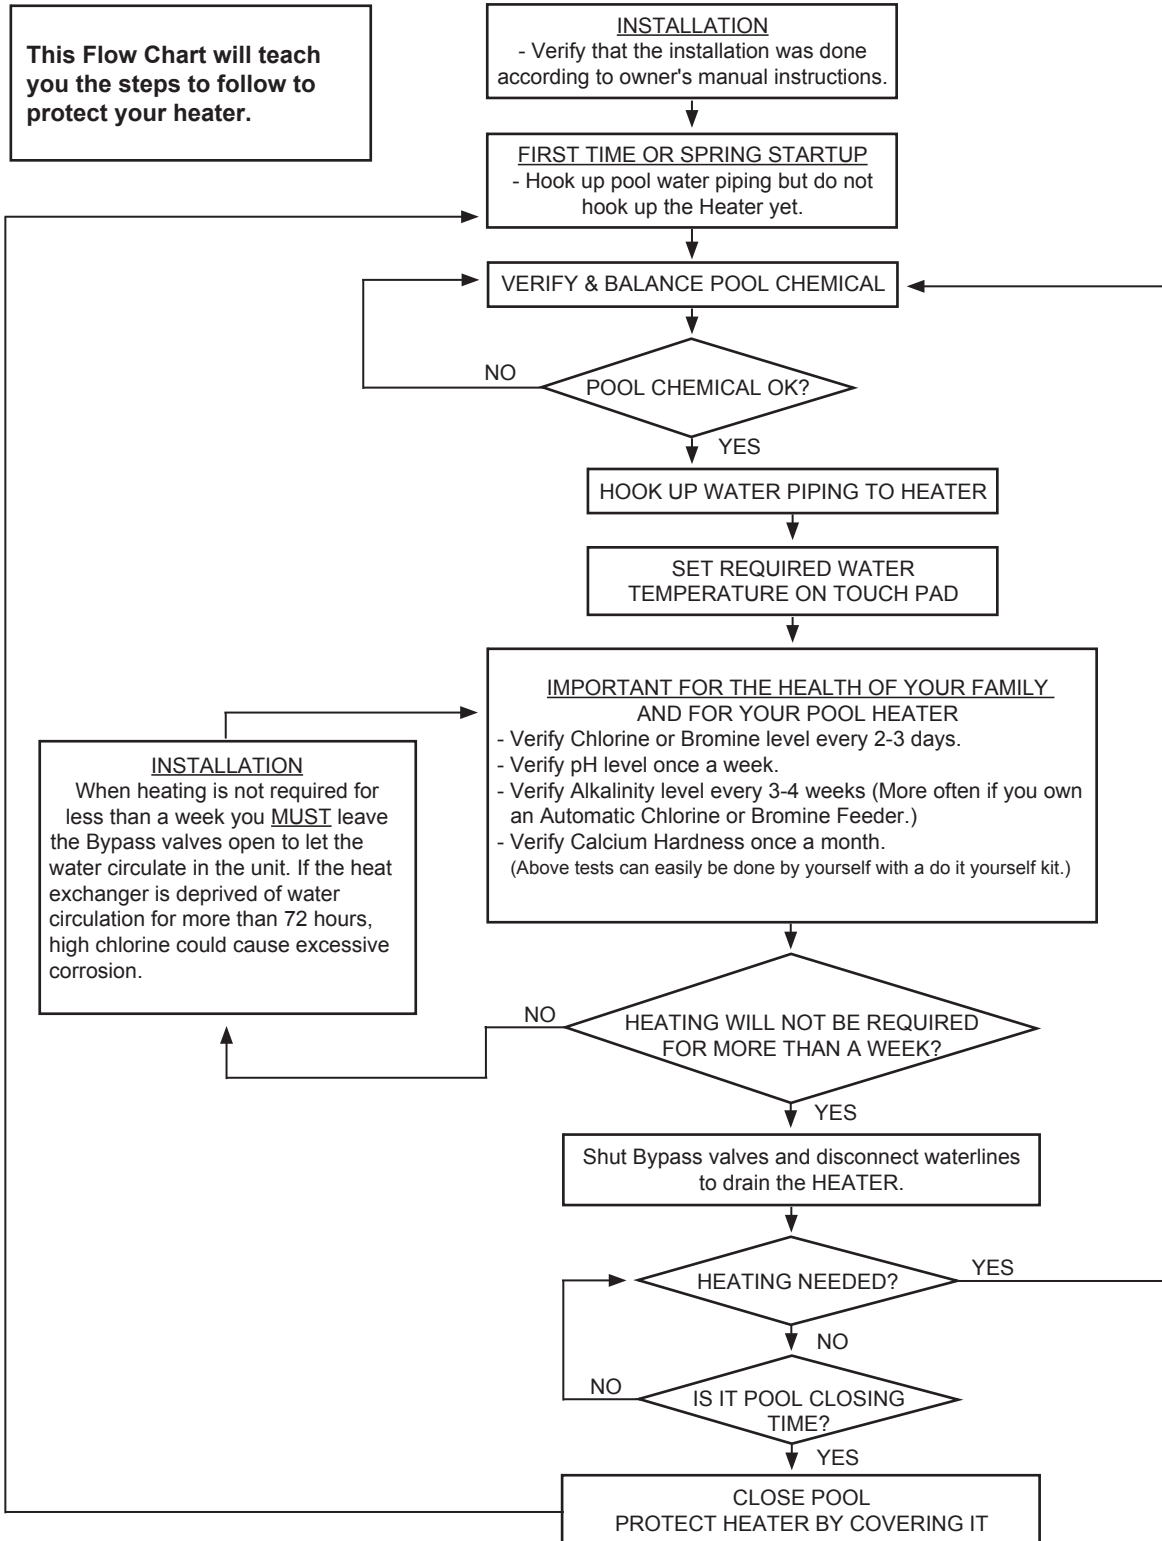 This Flow Chart will teach
you the steps to follow to
protect your heater.
INSTALLATION
- Verify that the installation was done
according to owner's manual instructions.
FIRST TIME OR SPRING STARTUP
- Hook up pool water piping but do not
hook up the Heater yet.
VERIFY & BALANCE POOL CHEMICAL
NO
POOL CHEMICAL OK?
YES
HOOK UP WATER PIPING TO HEATER
SET REQUIRED WATER
TEMPERATURE ON TOUCH PAD
IMPORTANT FOR THE HEALTH OF YOUR FAMILY
AND FOR YOUR POOL HEATER
- Verify Chlorine or Bromine level every 2-3 days.
- Verify pH level once a week.
- Verify Alkalinity level every 3-4 weeks (More often if you own
an Automatic Chlorine or Bromine Feeder.)
- Verify Calcium Hardness once a month.
(Above tests can easily be done by yourself with a do it yourself kit.)
INSTALLATION
When heating is not required for
less than a week you MUST leave
the Bypass valves open to let the
water circulate in the unit. If the heat
exchanger is deprived of water
circulation for more than 72 hours,
high chlorine could cause excessive
corrosion.
NO
HEATING WILL NOT BE REQUIRED
FOR MORE THAN A WEEK?
YES
Shut Bypass valves and disconnect waterlines
to drain the HEATER.
HEATING NEEDED?
YES
NO
NO
IS IT POOL CLOSING
TIME?
YES
CLOSE POOL
PROTECT HEATER BY COVERING IT